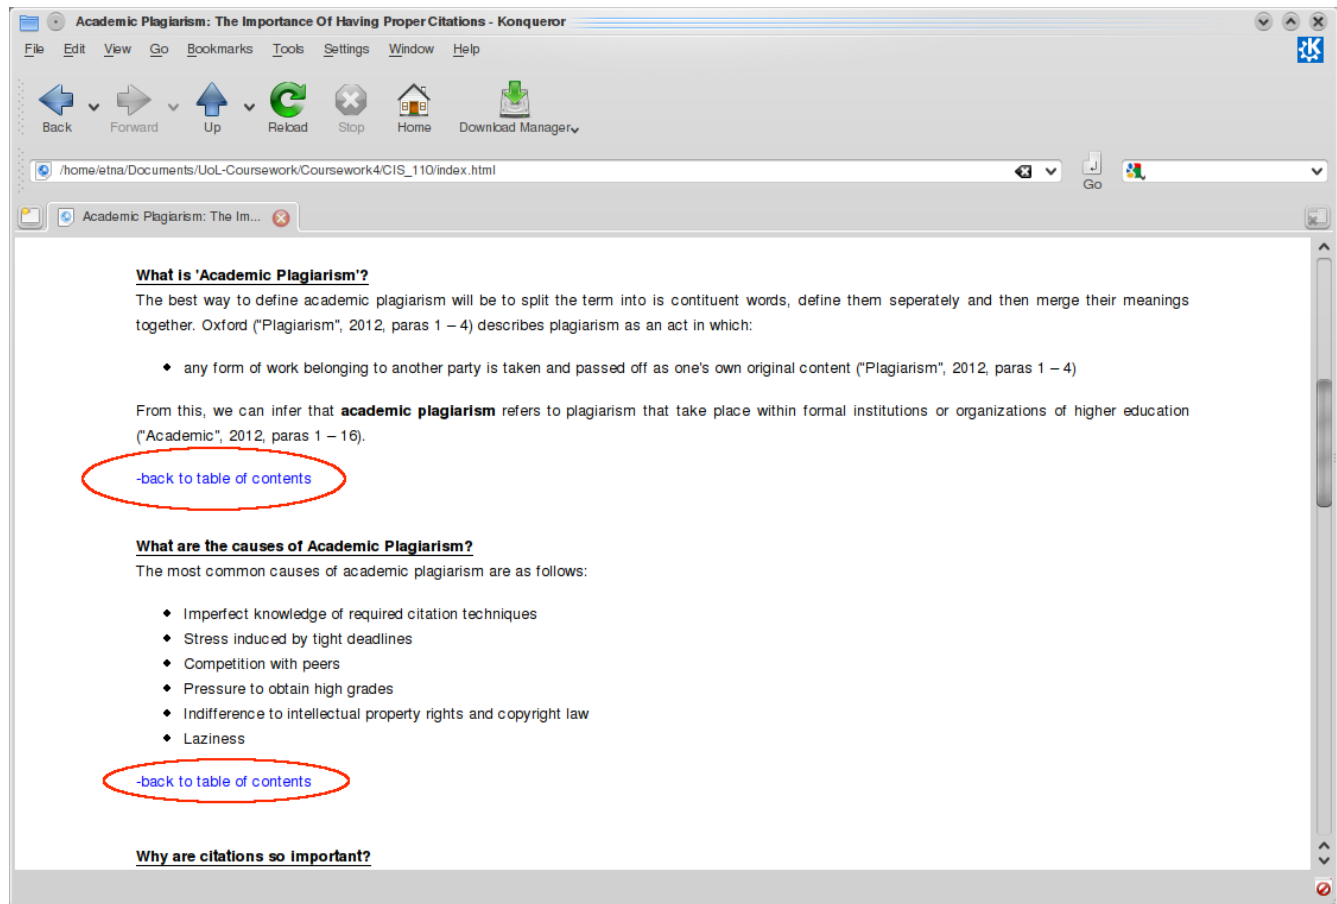 Academic Plagiarism: The Importance Of Having Proper Citations - Konqueror
File Edit View Go Bookmarks Tools Settings Window Help
Back Forward Up Reload Stop Home Download Manager
/home/etna/Documents/UoL-Coursework/Coursework4/CIS_110/index.html
Go
Academic Plagiarism: The Im...
What is 'Academic Plagiarism'?
The best way to define academic plagiarism will be to split the term into is contituent words, define them seperately and then merge their meanings
together. Oxford ("Plagiarism", 2012, paras 1 – 4) describes plagiarism as an act in which:
• any form of work belonging to another party is taken and passed off as one's own original content ("Plagiarism", 2012, paras 1 – 4)
From this, we can infer that academic plagiarism refers to plagiarism that take place within formal institutions or organizations of higher education
("Academic", 2012, paras 1 – 16).
-back to table of contents
What are the causes of Academic Plagiarism?
The most common causes of academic plagiarism are as follows:
• Imperfect knowledge of required citation techniques
• Stress induced by tight deadlines
• Competition with peers
• Pressure to obtain high grades
• Indifference to intellectual property rights and copyright law
• Laziness
-back to table of contents
Why are citations so important?